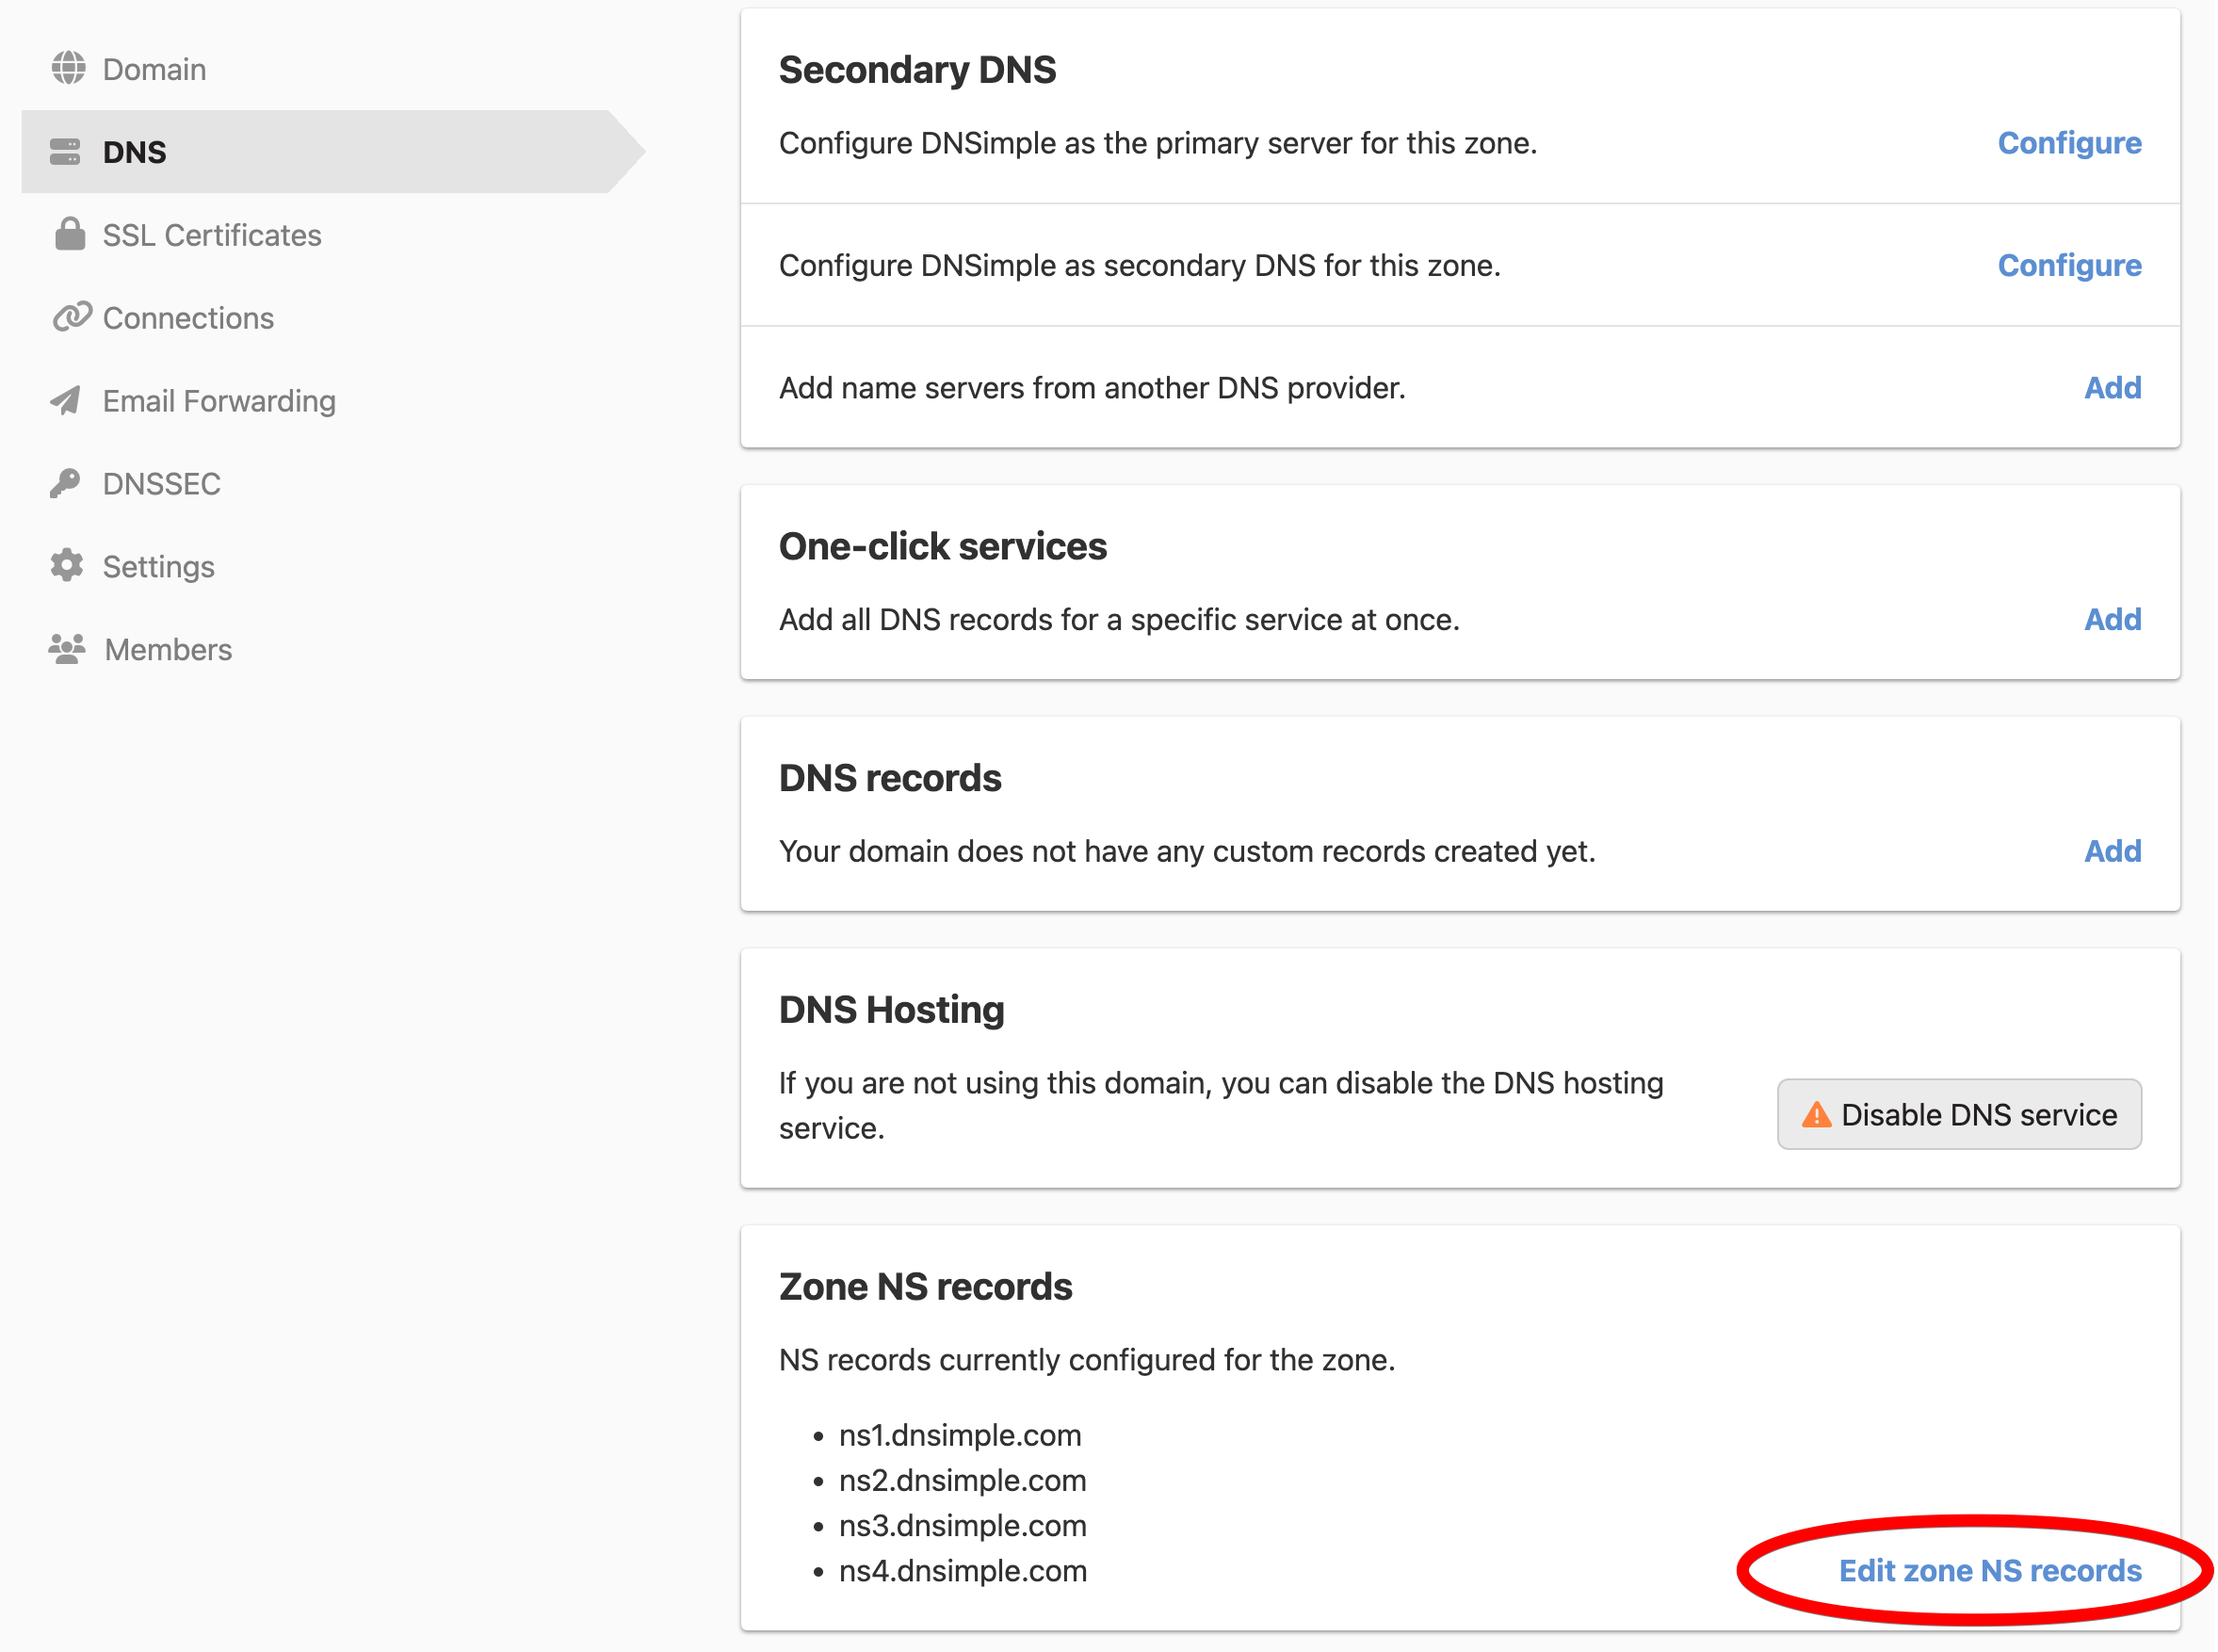 Domain
DNS
SSL Certificates
Connections
Email Forwarding
DNSSEC
Settings
Members
Secondary DNS
Configure DNSimple as the primary server for this zone.
Configure
Configure DNSimple as secondary DNS for this zone.
Configure
Add name servers from another DNS provider.
Add
One-click services
Add all DNS records for a specific service at once.
Add
DNS records
Your domain does not have any custom records created yet.
Add
DNS Hosting
If you are not using this domain, you can disable the DNS hosting
service.
Disable DNS service
Zone NS records
NS records currently configured for the zone.
• ns1.dnsimple.com
• ns2.dnsimple.com
• ns3.dnsimple.com
• ns4.dnsimple.com
Edit zone NS records